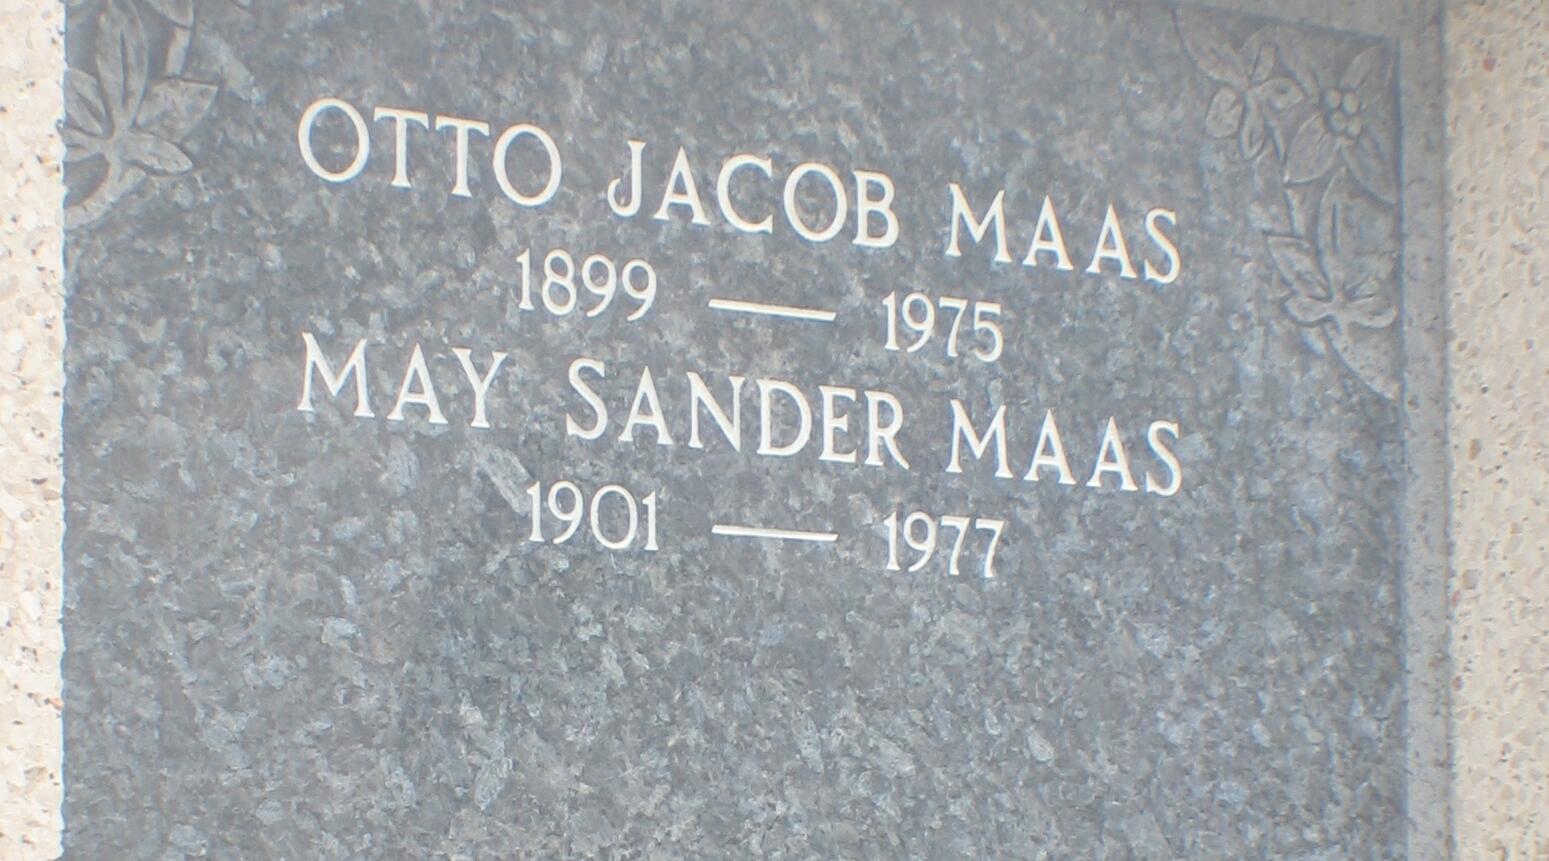 OTTO JACOB MAAS
1899 — 1975
MAY SANDER MAAS
1901 — 1977